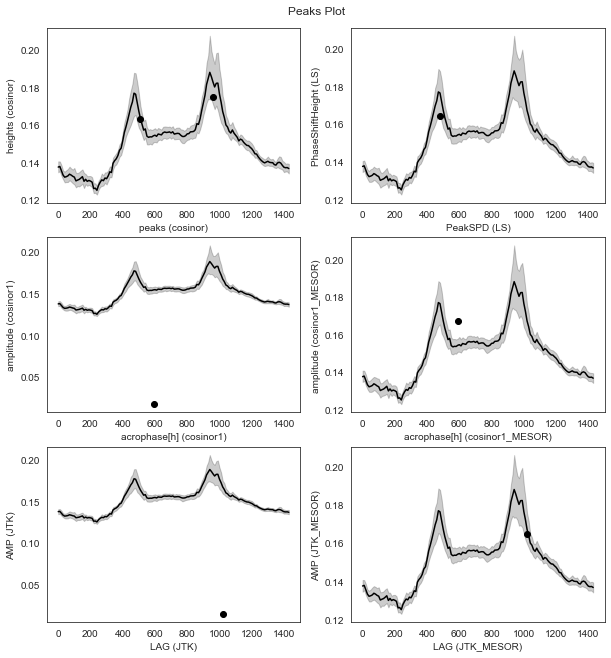 Peaks Plot
heights (cosinor)
0.20
0.18
0.16
0.14
0.12
0 200 400 600 800 1000 1200 1400
peaks (cosinor)
PhaseShiftHeight (LS)
0.20
0.18
0.16
0.14
0.12
0 200 400 600 800 1000 1200 1400
PeakSPD (LS)
amplitude (cosinor1)
0.20
0.15
0.10
0.05
0 200 400 600 800 1000 1200 1400
acrophase[h] (cosinor1)
amplitude (cosinor1_MESOR)
0.20
0.18
0.16
0.14
0.12
0 200 400 600 800 1000 1200 1400
acrophase[h] (cosinor1_MESOR)
AMP (JTK)
0.20
0.15
0.10
0.05
0 200 400 600 800 1000 1200 1400
LAG (JTK)
AMP (JTK_MESOR)
0.20
0.18
0.16
0.14
0.12
0 200 400 600 800 1000 1200 1400
LAG (JTK_MESOR)